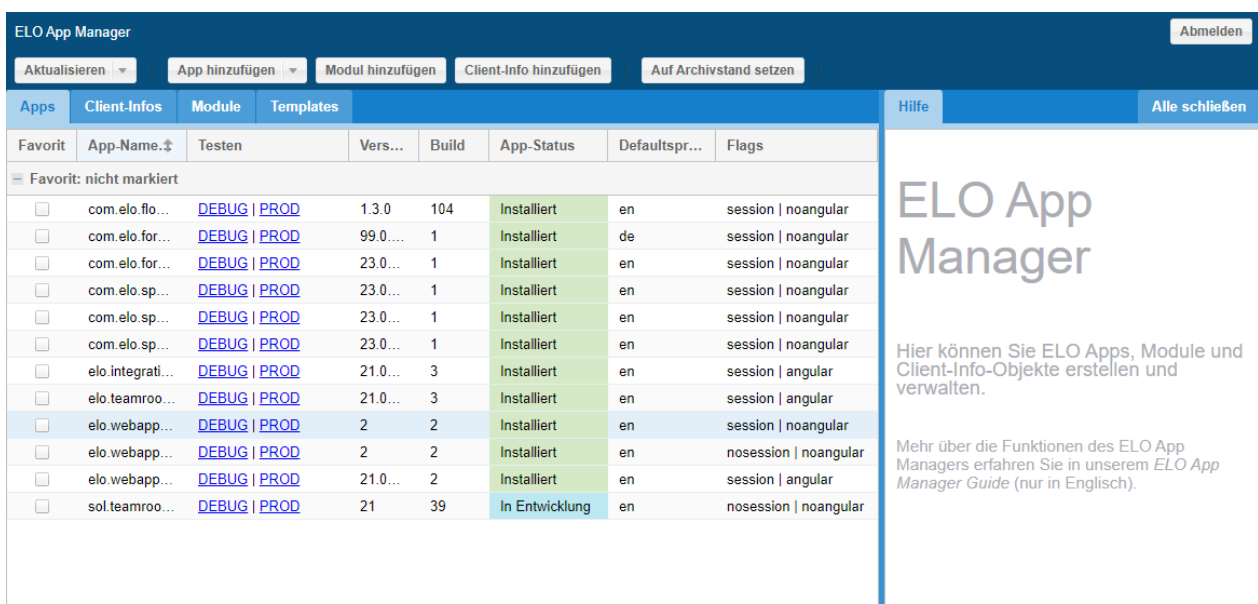 ELO App Manager
Abmelden
Aktualisieren App hinzufügen Modul hinzufügen Client-Info hinzufügen Auf Archivstand setzen
Apps Client-Infos Module Templates
Hilfe Alle schließen
Favorit App-Name. Testen Vers... Build App-Status Defaultspr... Flags
Favorit: nicht markiert
com.elo.flo... DEBUG | PROD 1.3.0 104 Installiert en session | noangular
com.elo.for... DEBUG | PROD 99.0.... 1 Installiert de session | noangular
com.elo.for... DEBUG | PROD 23.0... 1 Installiert en session | noangular
com.elo.sp... DEBUG | PROD 23.0... 1 Installiert en session | noangular
com.elo.sp... DEBUG | PROD 23.0... 1 Installiert en session | noangular
com.elo.sp... DEBUG | PROD 23.0... 1 Installiert en session | noangular
elo.integrati... DEBUG | PROD 21.0... 3 Installiert en session | angular
elo.teamroo... DEBUG | PROD 21.0... 3 Installiert en session | angular
elo.webapp... DEBUG | PROD 2 2 Installiert en session | noangular
elo.webapp... DEBUG | PROD 2 2 Installiert en nosession | noangular
elo.webapp... DEBUG | PROD 21.0... 2 Installiert en session | angular
sol.teamroo... DEBUG | PROD 21 39 In Entwicklung en nosession | noangular
ELO App
Manager
Hier können Sie ELO Apps, Module und
Client-Info-Objekte erstellen und
verwalten.
Mehr über die Funktionen des ELO App
Managers erfahren Sie in unserem ELO App
Manager Guide (nur in Englisch).